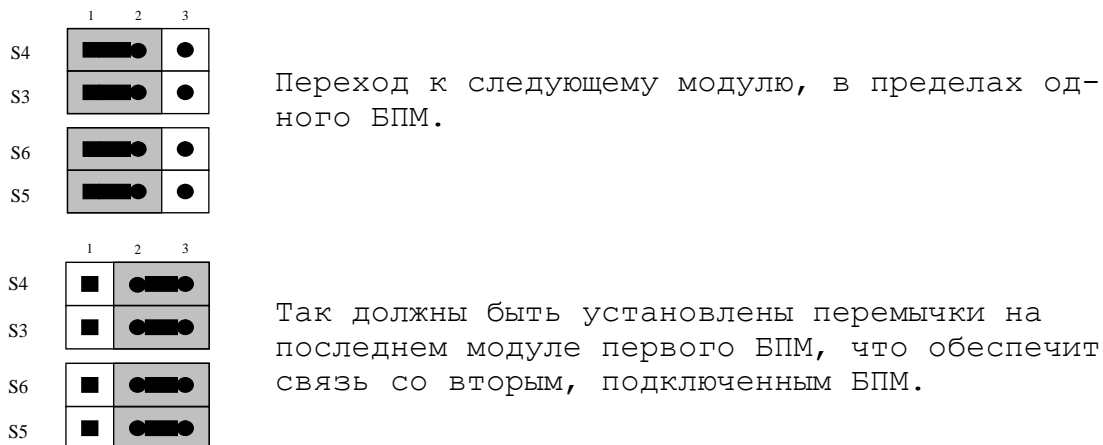 1 2 3
S4
S3
Переход к следующему модулю, в пределах од-
ного БПМ.
S6
S5
1 2 3
S4
S3
Так должны быть установлены перемычки на
последнем модуле первого БПМ, что обеспечит
связь со вторым, подключенным БПМ.
S6
S5